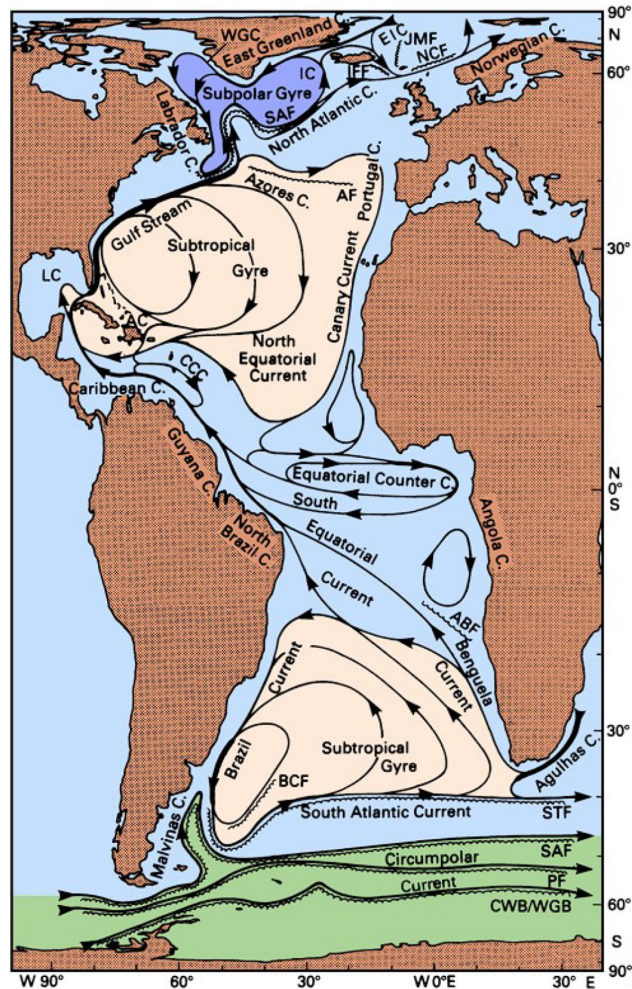 90°
N
60°
30°
N
0°
S
30°
60°
S
90°
WGC
East Greenland C.
EIC
JMF
NCF
Norwegian C.
IC
IFF
Subpolar Gyre
SAF
North Atlantic C.
Labrador C.
Azores C.
AF
Portugal C.
Gulf Stream
Subtropical
Gyre
Canary Current
LC
AC
North
Equatorial
Current
CCC
Caribbean C.
Guyana C.
Equatorial Counter C.
South
Equatorial
Current
North
Brazil C.
Angola C.
ABF
Benguela
Current
Brazil
Current
Subtropical
Gyre
BCF
Agulhas C.
South Atlantic Current
STF
Malvinas C.
SAF
Circumpolar
Current
PF
CWB/WGB
W 90°
60°
30°
W 0°E
30°
E